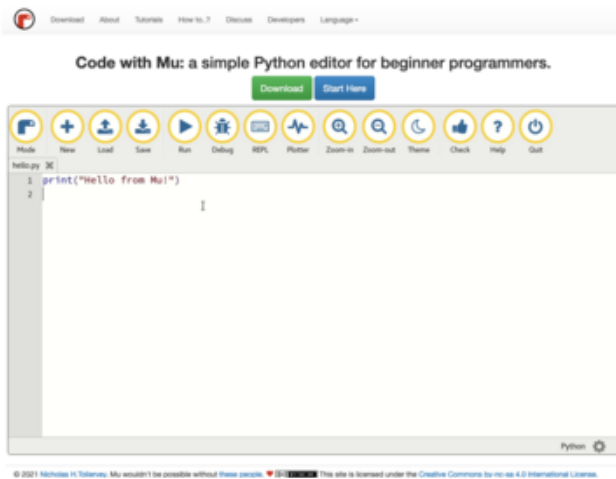 Download About Tutorials How to..? Discuss Developers Language
Code with Mu: a simple Python editor for beginner programmers.
Download Start Here
Mode New Load Save Run Debug REPL Plotter Zoom-in Zoom-out Theme Check Help Quit
hello.py
1 print("Hello from Mu!")
2
Python
© 2021 Nicholas H.Tollervey. Mu wouldn't be possible without these people. This site is licensed under the Creative Commons by-nc-sa 4.0 International License.